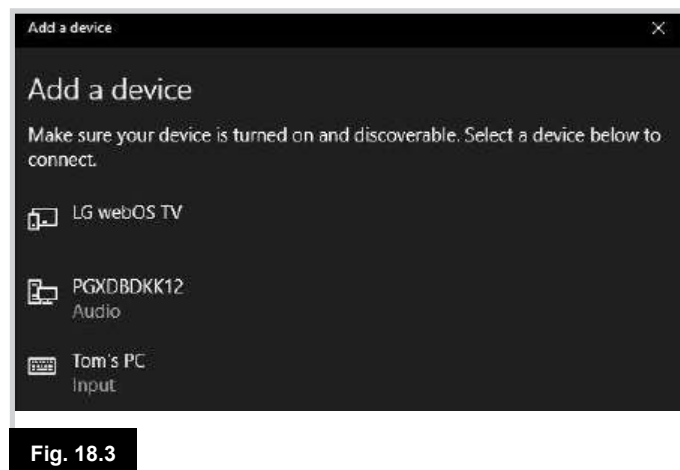 Add a device
Add a device
Make sure your device is turned on and discoverable. Select a device below to
connect.
LG webOS TV
PGXDBDKK12
Audio
Tom's PC
Input
Fig. 18.3